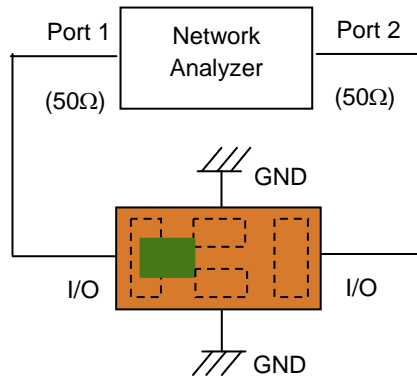 Port 1
Network
Analyzer
Port 2
(50Ω)
(50Ω)
GND
I/O
I/O
GND